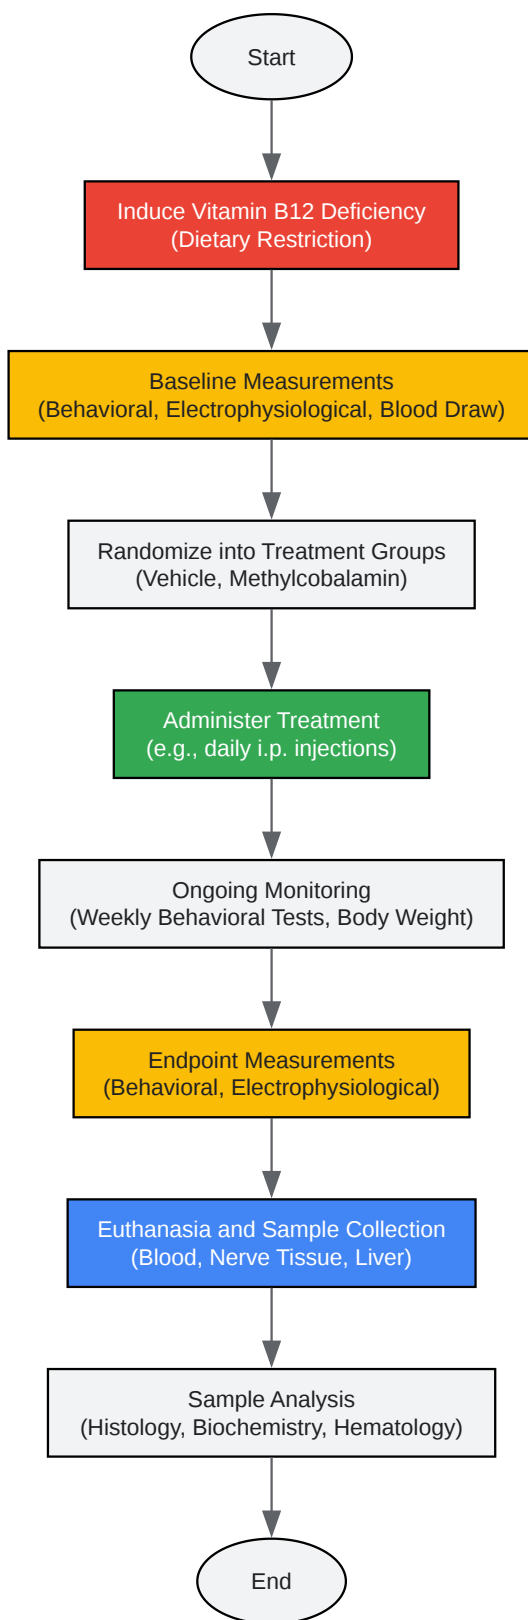 Start
Induce Vitamin B12 Deficiency
(Dietary Restriction)
Baseline Measurements
(Behavioral, Electrophysiological, Blood Draw)
Randomize into Treatment Groups
(Vehicle, Methylcobalamin)
Administer Treatment
(e.g., daily i.p. injections)
Ongoing Monitoring
(Weekly Behavioral Tests, Body Weight)
Endpoint Measurements
(Behavioral, Electrophysiological)
Euthanasia and Sample Collection
(Blood, Nerve Tissue, Liver)
Sample Analysis
(Histology, Biochemistry, Hematology)
End